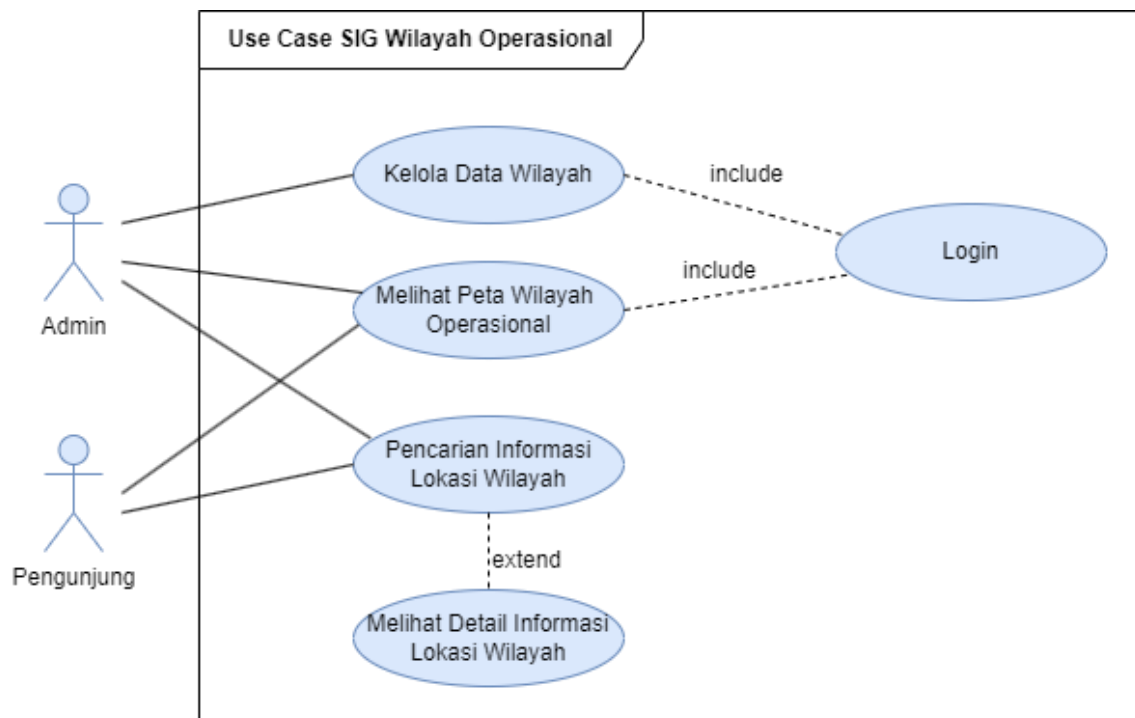 Use Case SIG Wilayah Operasional
Kelola Data Wilayah
include
Login
include
Melihat Peta Wilayah
Operasional
Admin
Pencarian Informasi
Lokasi Wilayah
extend
Pengunjung
Melihat Detail Informasi
Lokasi Wilayah